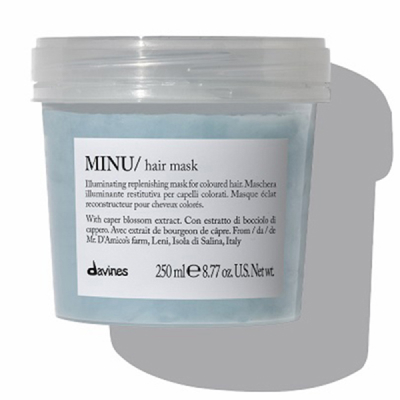 MINU/ hair mask
Illuminating replenishing mask for coloured hair. Maschera
illuminante restitutiva per capelli colorati. Masque éclat
reconstructeur pour cheveux colorés.
With caper blossom extract. Con estratto di bocciolo di
cappero. Avec extrait de bourgeon de câpre. From / da / de
Mr. D'Amico's farm, Leni, Isola di Salina, Italy
davines
250 ml ℮ 8.77 oz. U.S. Net wt.